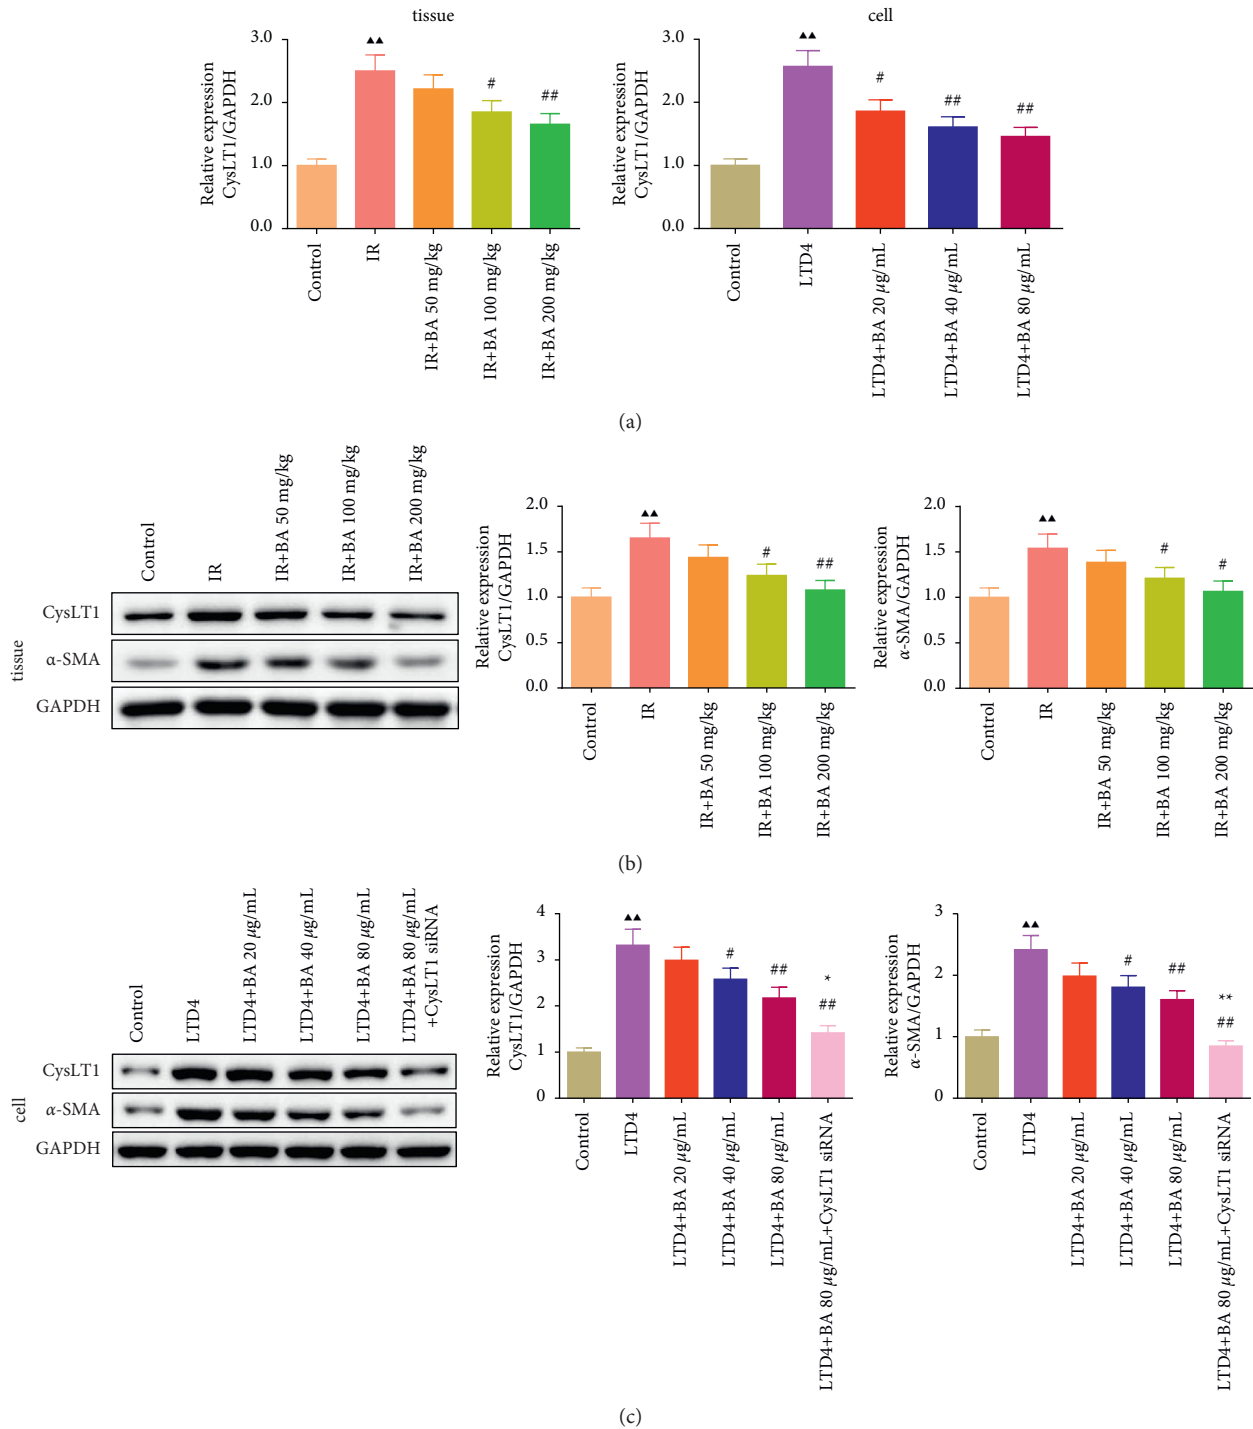 tissue
Relative expression
CysLT1/GAPDH
3.0
2.0
1.0
0.0
▲▲
#
##
Control
IR
IR+BA 50 mg/kg
IR+BA 100 mg/kg
IR+BA 200 mg/kg
cell
Relative expression
CysLT1/GAPDH
3.0
2.0
1.0
0.0
▲▲
#
##
##
Control
LTD4
LTD4+BA 20 μg/mL
LTD4+BA 40 μg/mL
LTD4+BA 80 μg/mL
(a)
tissue
Control
IR
IR+BA 50 mg/kg
IR+BA 100 mg/kg
IR+BA 200 mg/kg
CysLT1
α-SMA
GAPDH
Relative expression
CysLT1/GAPDH
2.0
1.5
1.0
0.5
0.0
▲▲
#
##
Control
IR
IR+BA 50 mg/kg
IR+BA 100 mg/kg
IR+BA 200 mg/kg
Relative expression
α-SMA/GAPDH
2.0
1.5
1.0
0.5
0.0
▲▲
#
#
Control
IR
IR+BA 50 mg/kg
IR+BA 100 mg/kg
IR+BA 200 mg/kg
(b)
cell
Control
LTD4
LTD4+BA 20 μg/mL
LTD4+BA 40 μg/mL
LTD4+BA 80 μg/mL
LTD4+BA 80 μg/mL
+CysLT1 siRNA
CysLT1
α-SMA
GAPDH
Relative expression
CysLT1/GAPDH
4
3
2
1
0
▲▲
#
##
*
##
Control
LTD4
LTD4+BA 20 μg/mL
LTD4+BA 40 μg/mL
LTD4+BA 80 μg/mL
LTD4+BA 80 μg/mL+CysLT1 siRNA
Relative expression
α-SMA/GAPDH
3
2
1
0
▲▲
#
##
**
##
Control
LTD4
LTD4+BA 20 μg/mL
LTD4+BA 40 μg/mL
LTD4+BA 80 μg/mL
LTD4+BA 80 μg/mL+CysLT1 siRNA
(c)